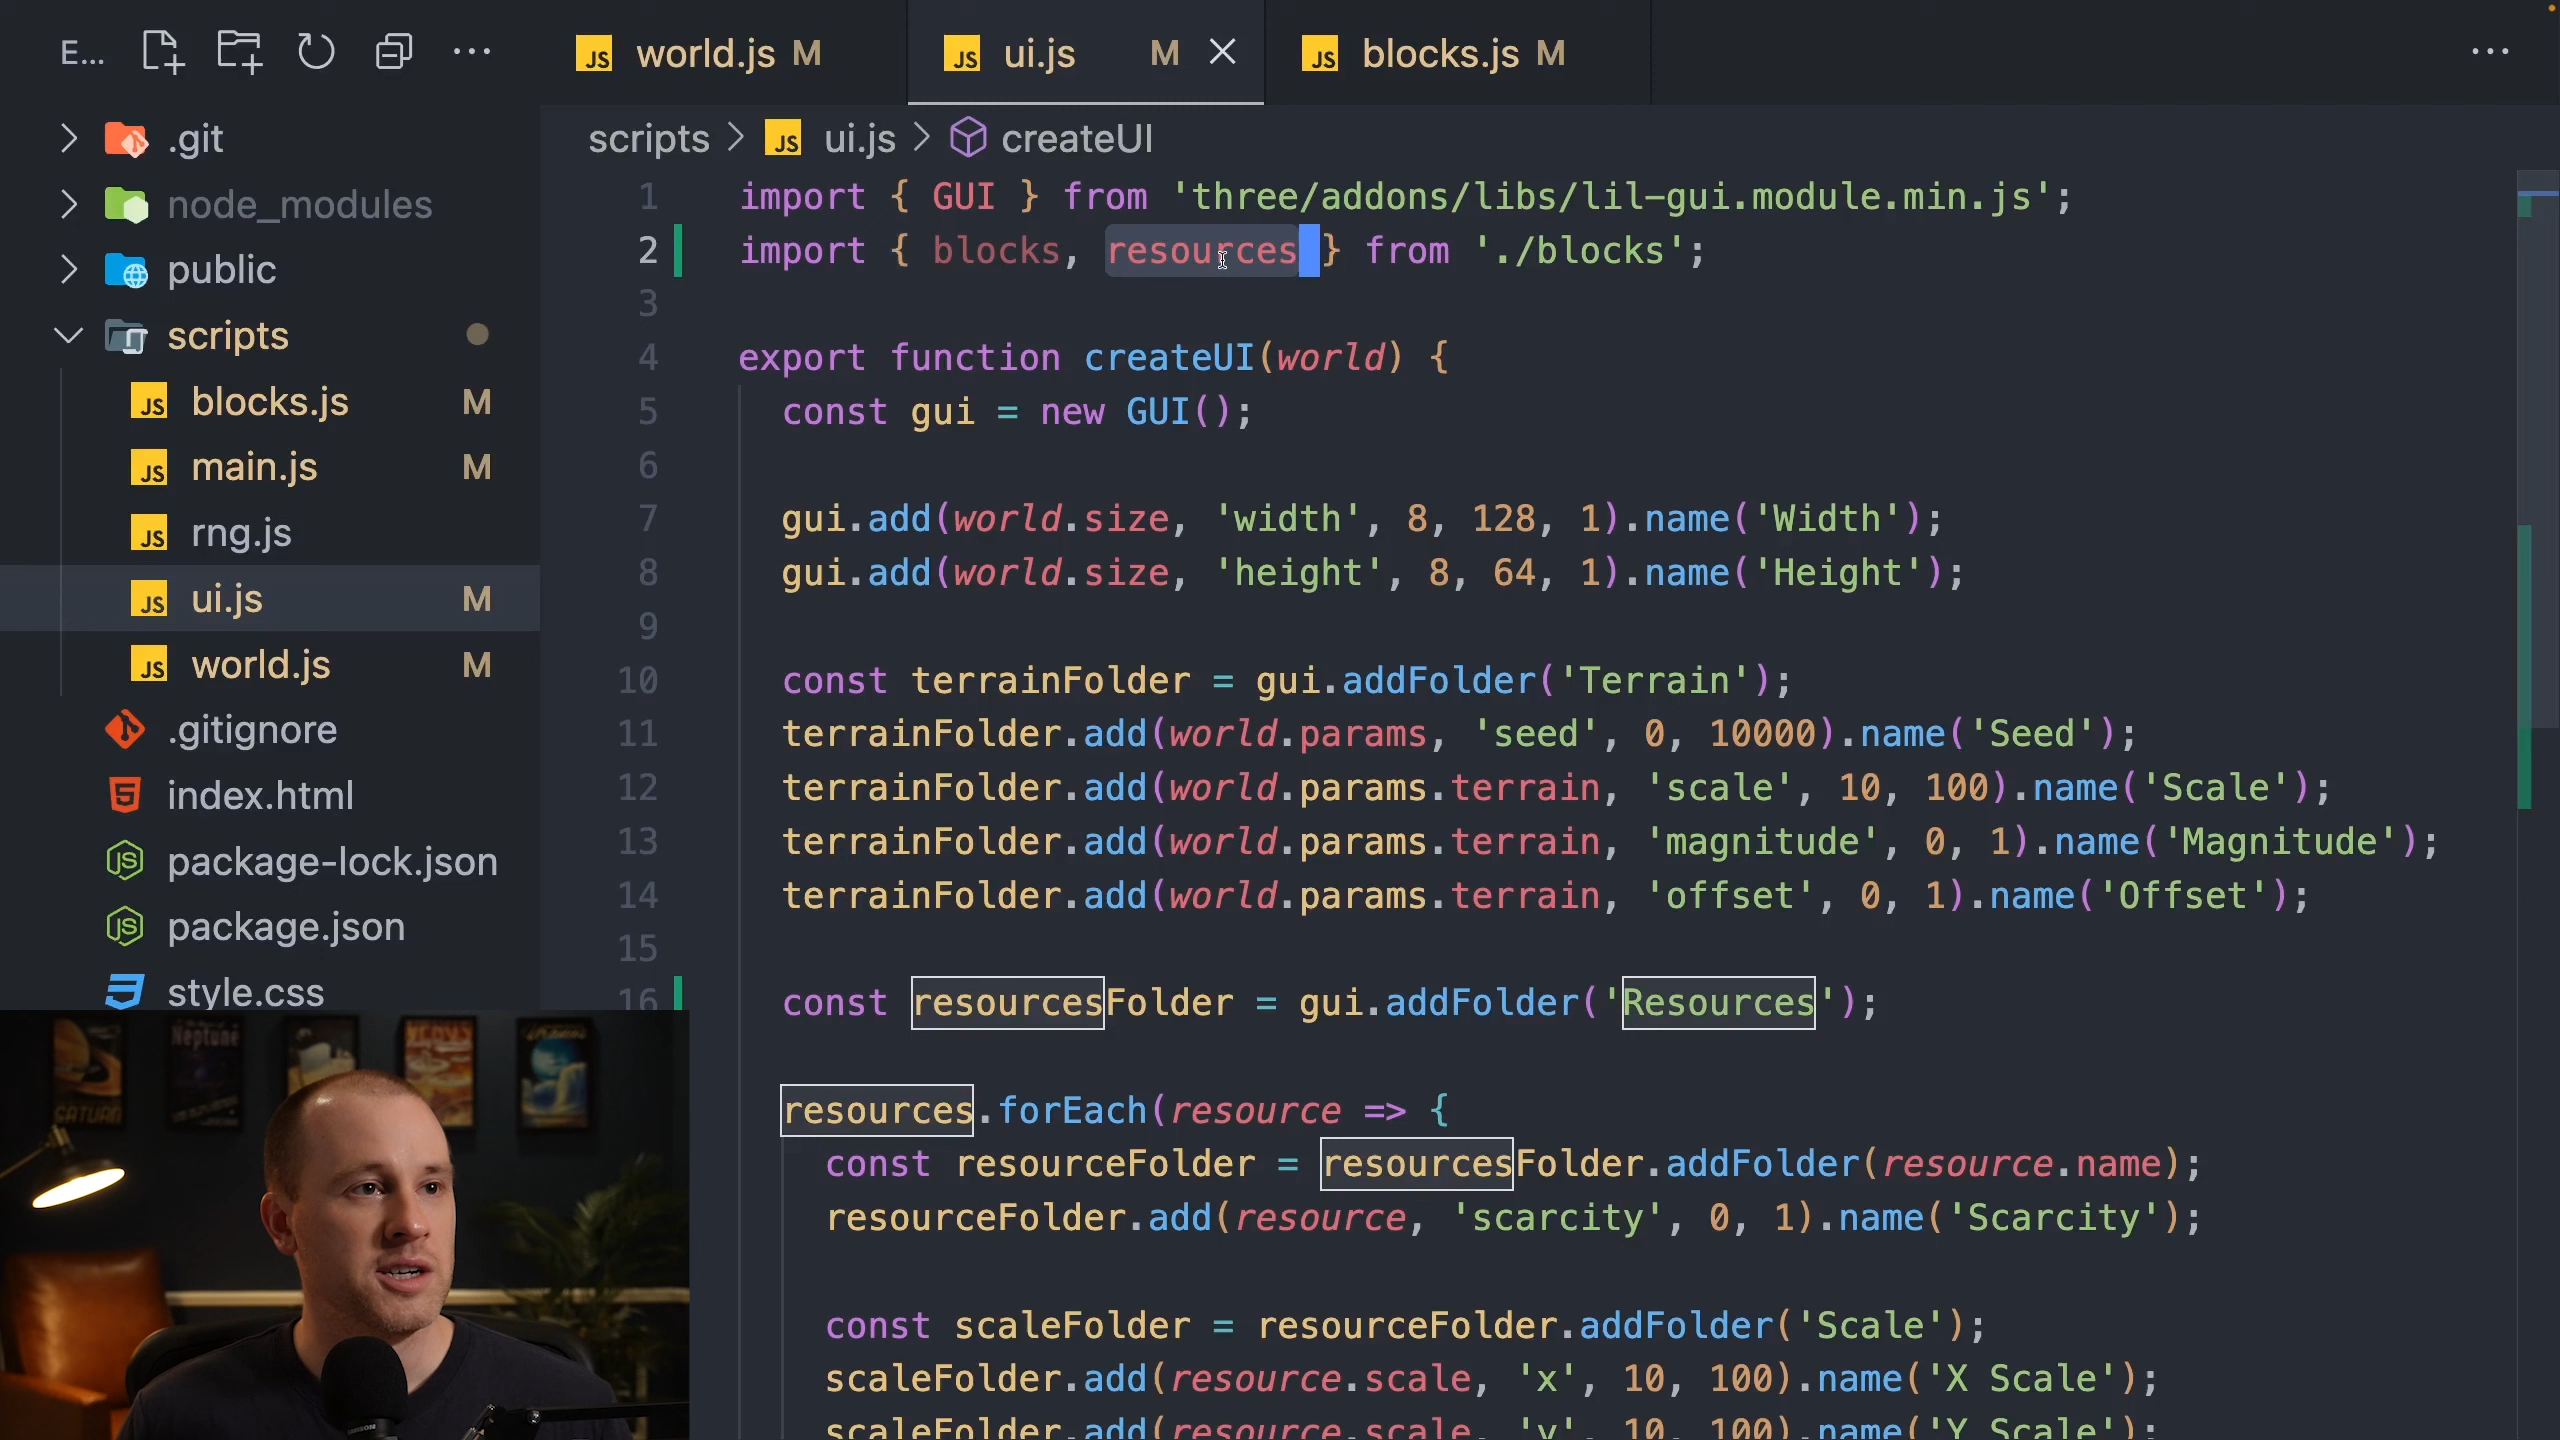 E...
JS world.js M
JS ui.js M
JS blocks.js M
scripts > JS ui.js > createUI
.git
node_modules
public
scripts
JS blocks.js M
JS main.js M
JS rng.js
JS ui.js M
JS world.js M
.gitignore
index.html
package-lock.json
package.json
style.css
1 import { GUI } from 'three/addons/libs/lil-gui.module.min.js';
2 import { blocks, resources } from './blocks';
3
4 export function createUI(world) {
5 const gui = new GUI();
6
7 gui.add(world.size, 'width', 8, 128, 1).name('Width');
8 gui.add(world.size, 'height', 8, 64, 1).name('Height');
9
10 const terrainFolder = gui.addFolder('Terrain');
11 terrainFolder.add(world.params, 'seed', 0, 10000).name('Seed');
12 terrainFolder.add(world.params.terrain, 'scale', 10, 100).name('Scale');
13 terrainFolder.add(world.params.terrain, 'magnitude', 0, 1).name('Magnitude');
14 terrainFolder.add(world.params.terrain, 'offset', 0, 1).name('Offset');
15
16 const resourcesFolder = gui.addFolder('Resources');
resources.forEach(resource => {
const resourceFolder = resourcesFolder.addFolder(resource.name);
resourceFolder.add(resource, 'scarcity', 0, 1).name('Scarcity');
const scaleFolder = resourceFolder.addFolder('Scale');
scaleFolder.add(resource.scale, 'x', 10, 100).name('X Scale');
scaleFolder.add(resource.scale, 'y', 10, 100).name('Y Scale');
SATURN
Neptune
VENUS